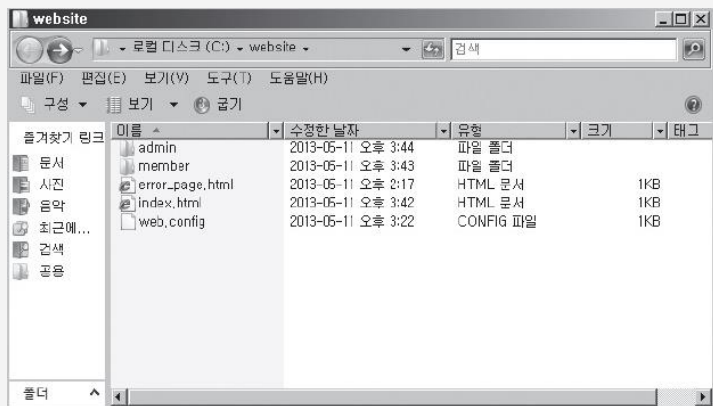 website
로컬 디스크 (C:) website
검색
파일(F) 편집(E) 보기(V) 도구(T) 도움말(H)
구성 보기 굽기
즐겨찾기 링크
문서
사진
음악
최근에...
검색
공용
폴더
이름 수정한 날짜 유형 크기 태그
admin 2013-05-11 오후 3:44 파일 폴더
member 2013-05-11 오후 3:43 파일 폴더
error_page.html 2013-05-11 오후 2:17 HTML 문서 1KB
index.html 2013-05-11 오후 3:42 HTML 문서 1KB
web.config 2013-05-11 오후 3:22 CONFIG 파일 1KB